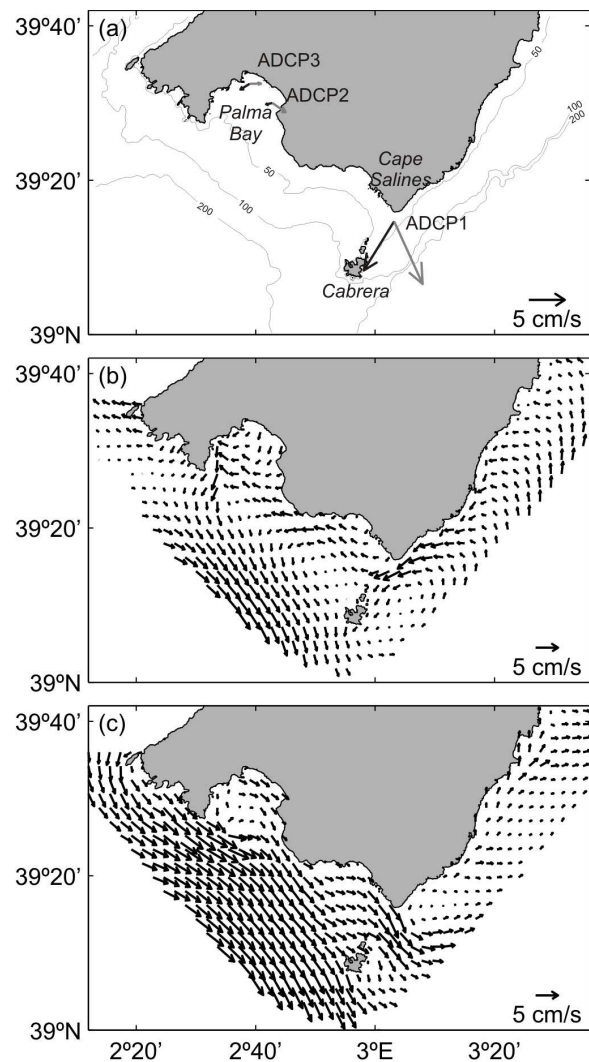 39º42'
(a)
ADCP3
50
ADCP2
Palma
Bay
100
200
50
39º20'
Cape
Salines
100
200
ADCP1
Cabrera
5 cm/s
39ºN
39º40'
(b)
39º20'
5 cm/s
39ºN
39º40'
(c)
39º20'
5 cm/s
39ºN
2º20'
2º40'
3ºE
3º20'